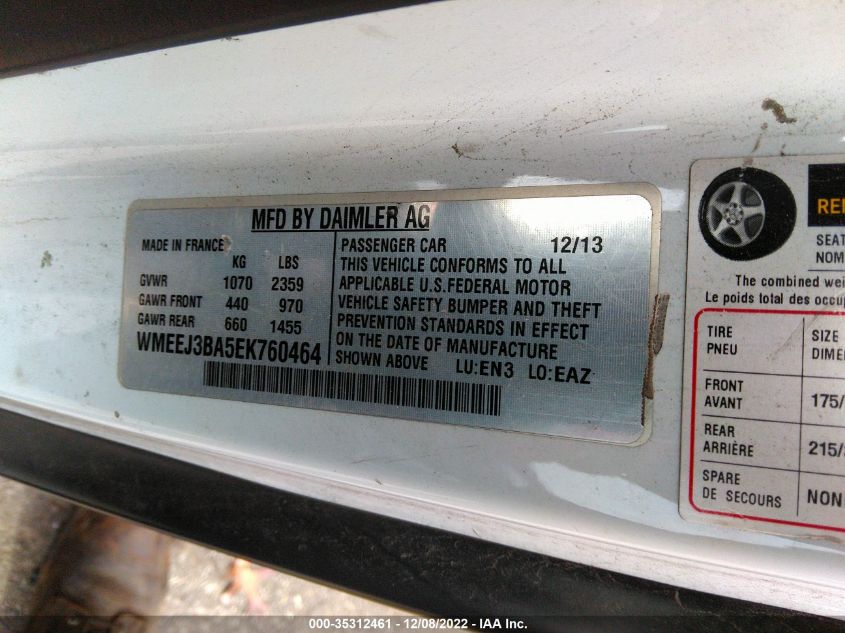 MFD BY DAIMLER AG
MADE IN FRANCE
KG LBS
GVWR 1070 2359
GAWR FRONT 440 970
GAWR REAR 660 1455
WMEEJ3BA5EK760464
PASSENGER CAR 12/13
THIS VEHICLE CONFORMS TO ALL
APPLICABLE U.S.FEDERAL MOTOR
VEHICLE SAFETY BUMPER AND THEFT
PREVENTION STANDARDS IN EFFECT
ON THE DATE OF MANUFACTURE
SHOWN ABOVE LU:EN3 LO:EAZ
The combined
Le poids total des
TIRE
PNEU
SIZE
FRONT
AVANT
175/
REAR
ARRIÈRE
215/
SPARE
DE SECOURS
NON
000-35312461 - 12/08/2022 - IAA Inc.